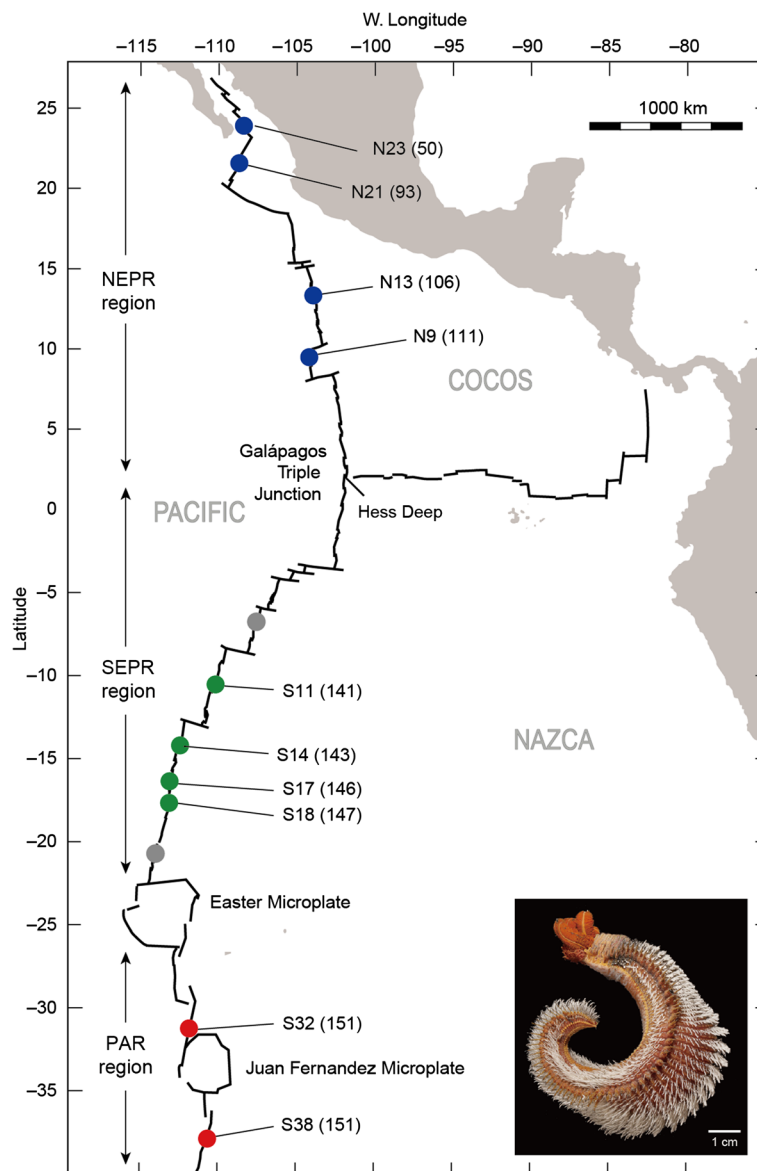 W. Longitude
−115 −110 −105 −100 −95 −90 −85 −80
1000 km
25
N23 (50)
20
N21 (93)
15
NEPR
region
N13 (106)
10
N9 (111)
COCOS
5
Galápagos
Triple
Junction
0
PACIFIC
Hess Deep
−5
Latitude
SEPR
region
−10
S11 (141)
NAZCA
−15
S14 (143)
S17 (146)
S18 (147)
−20
Easter Microplate
−25
−30
S32 (151)
PAR
region
Juan Fernandez Microplate
−35
S38 (151)
1 cm